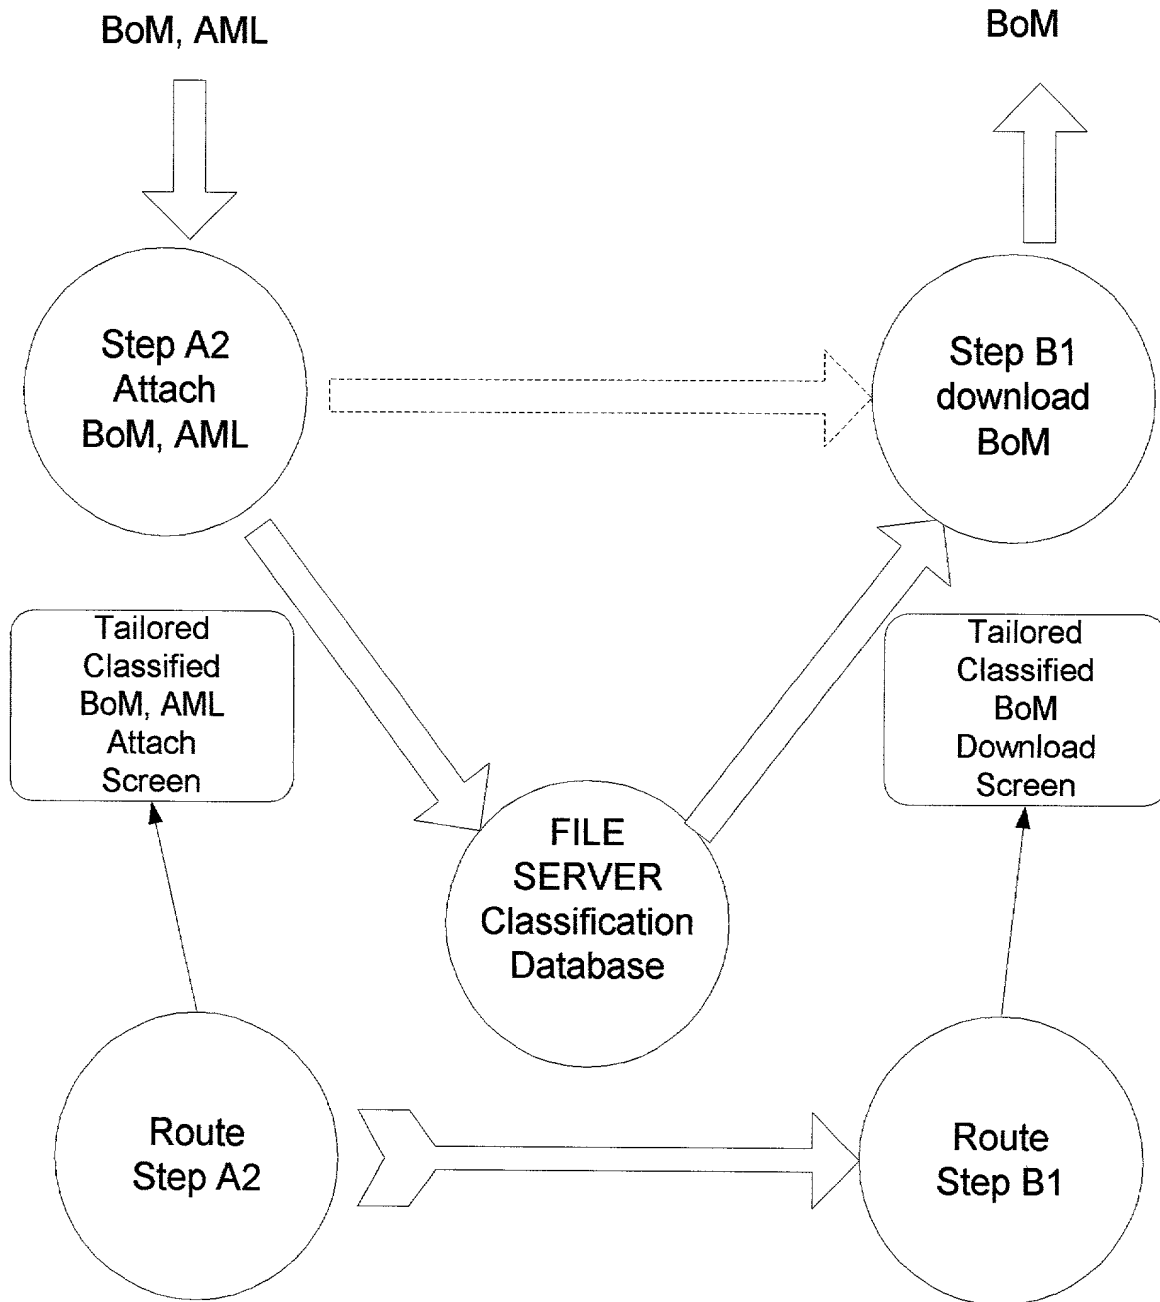 BoM, AML
BoM
Step A2
Attach
BoM, AML
Step B1
download
BoM
Tailored
Classified
BoM, AML
Attach
Screen
Tailored
Classified
BoM
Download
Screen
FILE
SERVER
Classification
Database
Route
Step A2
Route
Step B1